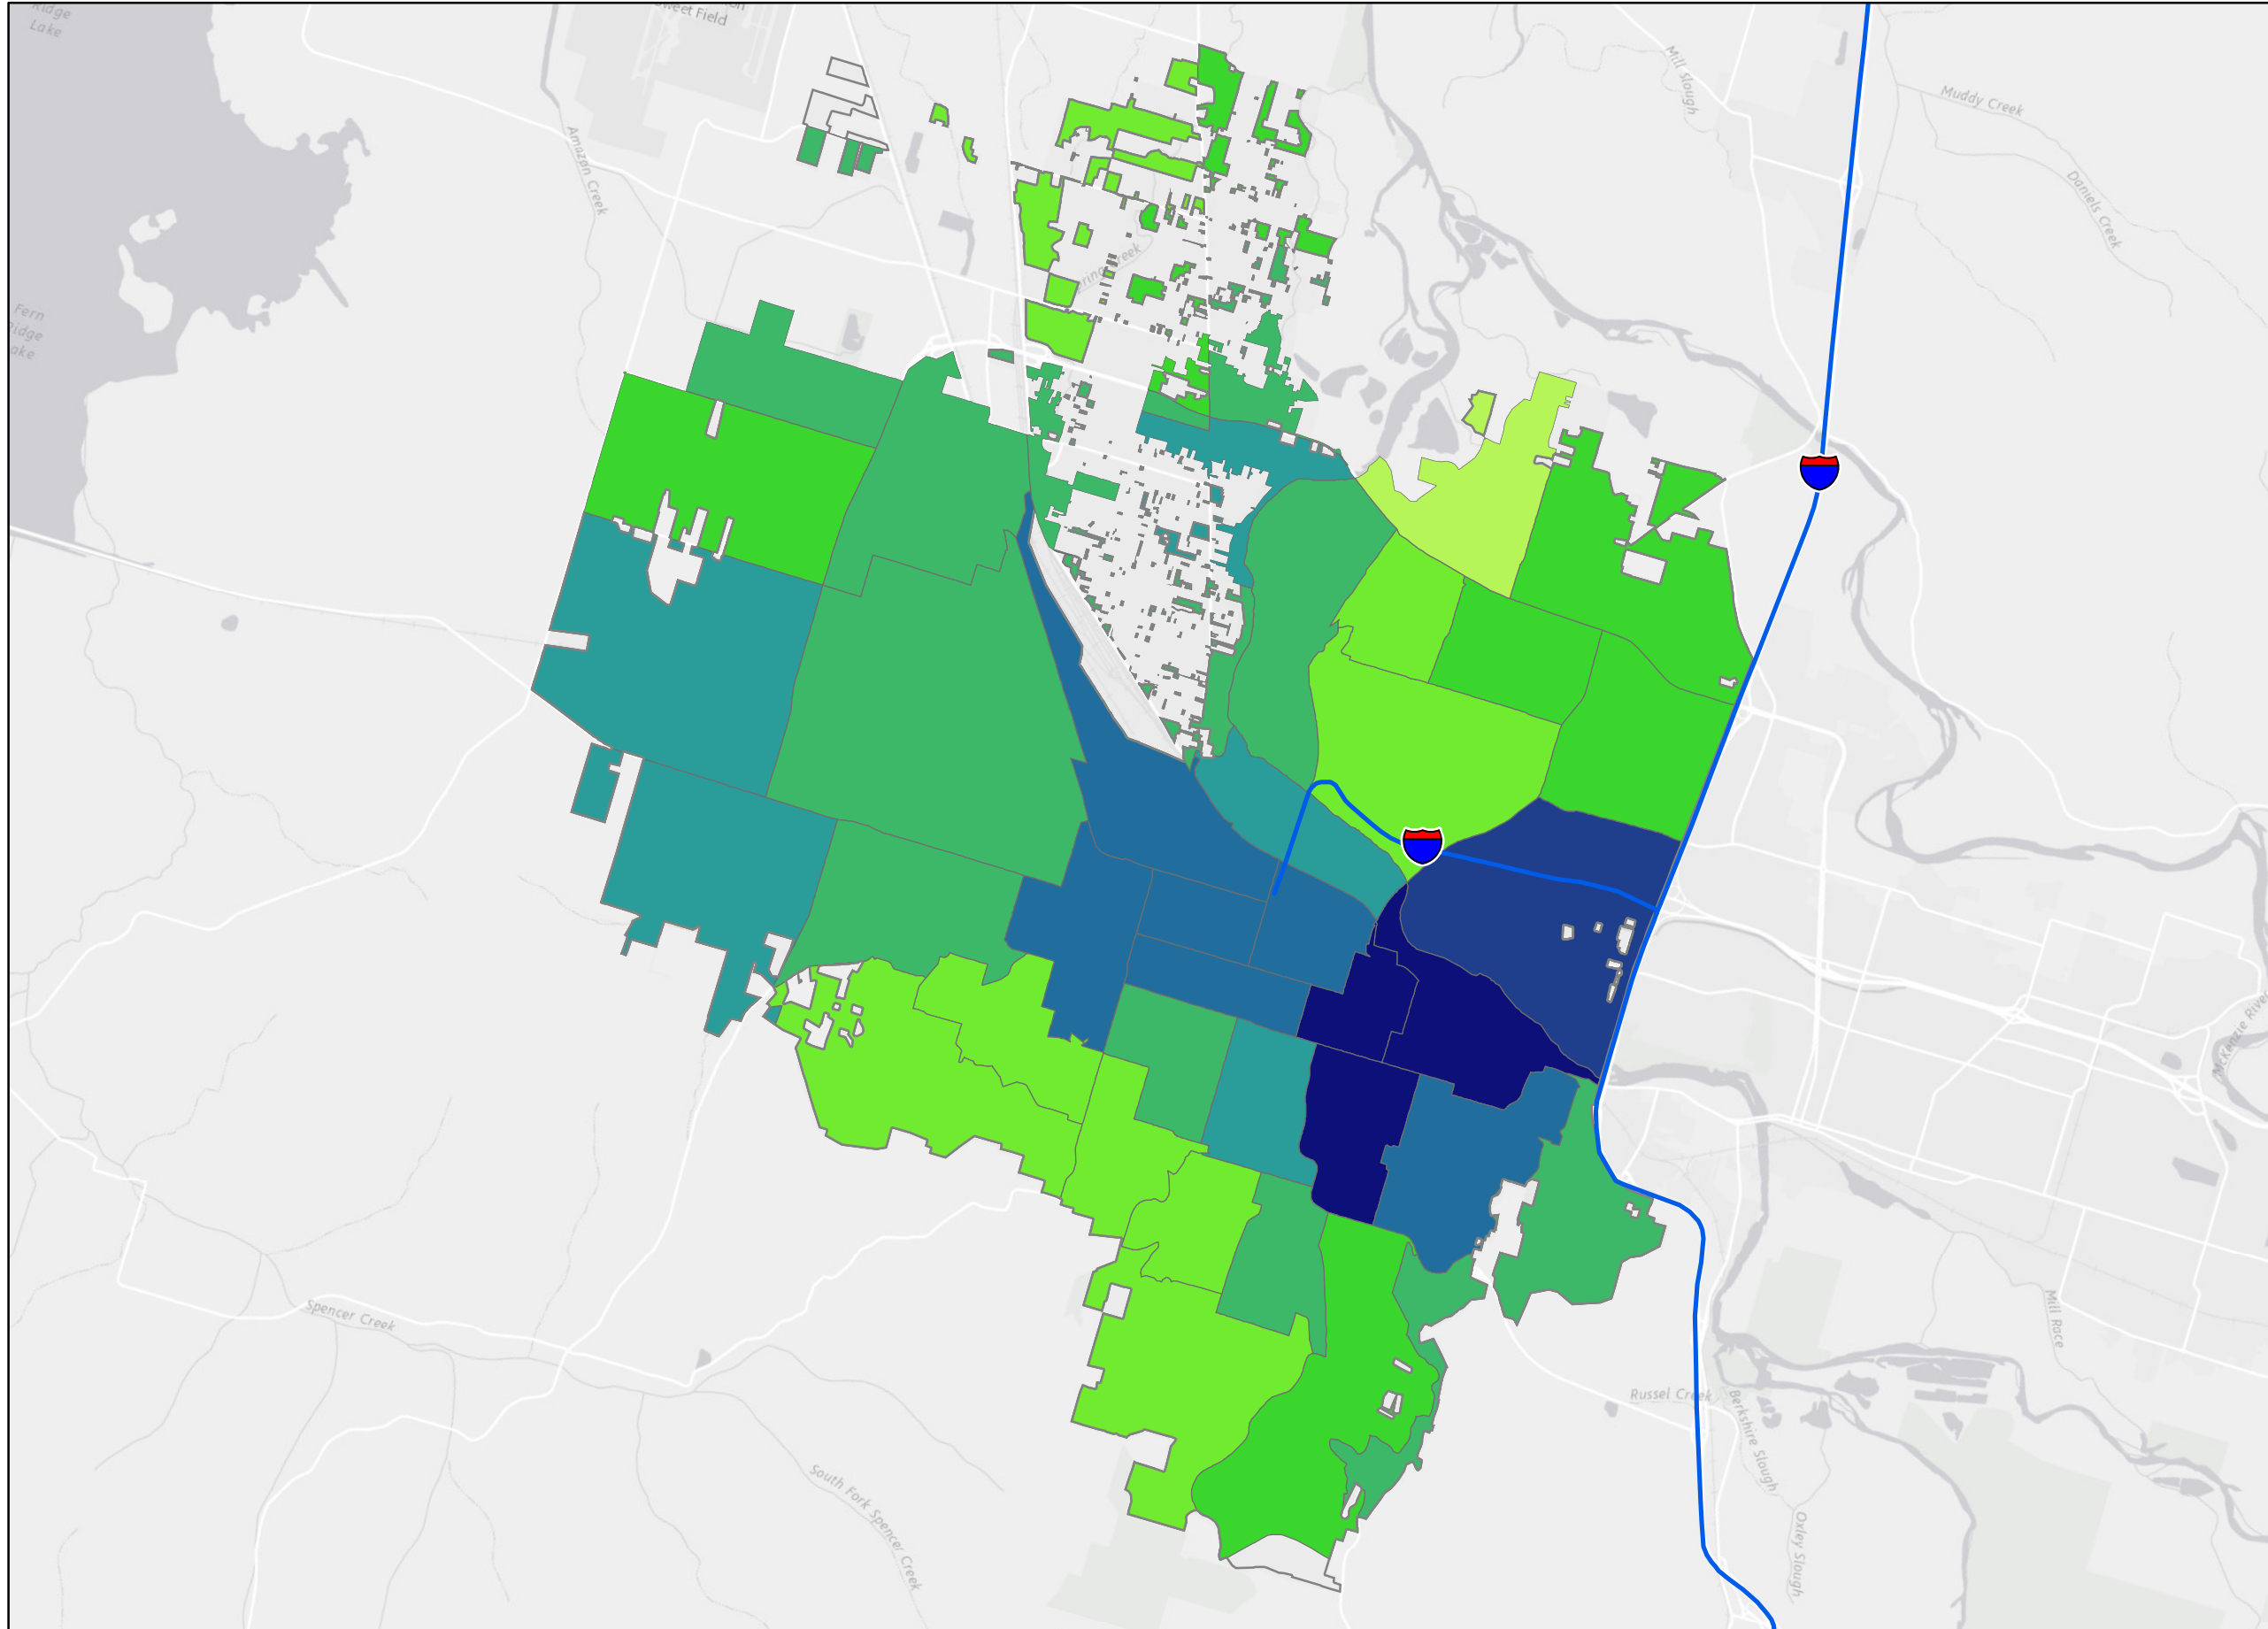 Ridge
Lake
Sweet Field
Mill Slough
Muddy Creek
Amazon Creek
Daniels Creek
Fern
Ridge
Lake
McKenzie River
Spencer Creek
Mill Race
Russel Creek
Berkshire Slough
South Fork Spencer Creek
Oxley Slough